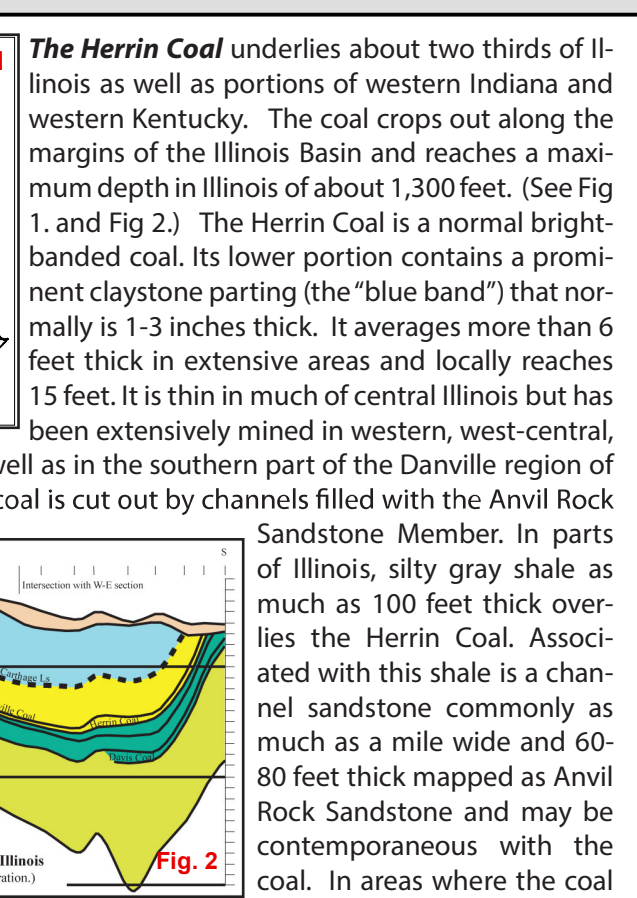 The Herrin Coal underlies about two thirds of Il-
linois as well as portions of western Indiana and
western Kentucky. The coal crops out along the
margins of the Illinois Basin and reaches a maxi-
mum depth in Illinois of about 1,300 feet. (See Fig
1. and Fig 2.) The Herrin Coal is a normal bright-
banded coal. Its lower portion contains a promi-
nent claystone parting (the "blue band") that nor-
mally is 1-3 inches thick. It averages more than 6
feet thick in extensive areas and locally reaches
15 feet. It is thin in much of central Illinois but has
been extensively mined in western, west-central,
well as in the southern part of the Danville region of
coal is cut out by channels filled with the Anvil Rock
Sandstone Member. In parts
of Illinois, silty gray shale as
much as 100 feet thick over-
lies the Herrin Coal. Associ-
ated with this shale is a chan-
nel sandstone commonly as
much as a mile wide and 60-
80 feet thick mapped as Anvil
Rock Sandstone and may be
contemporaneous with the
coal. In areas where the coal
S
Intersection with W-E section
Carthage Ls
ville Coal
Herrin Coal
Davis Coal
Illinois
ration.)
Fig. 2